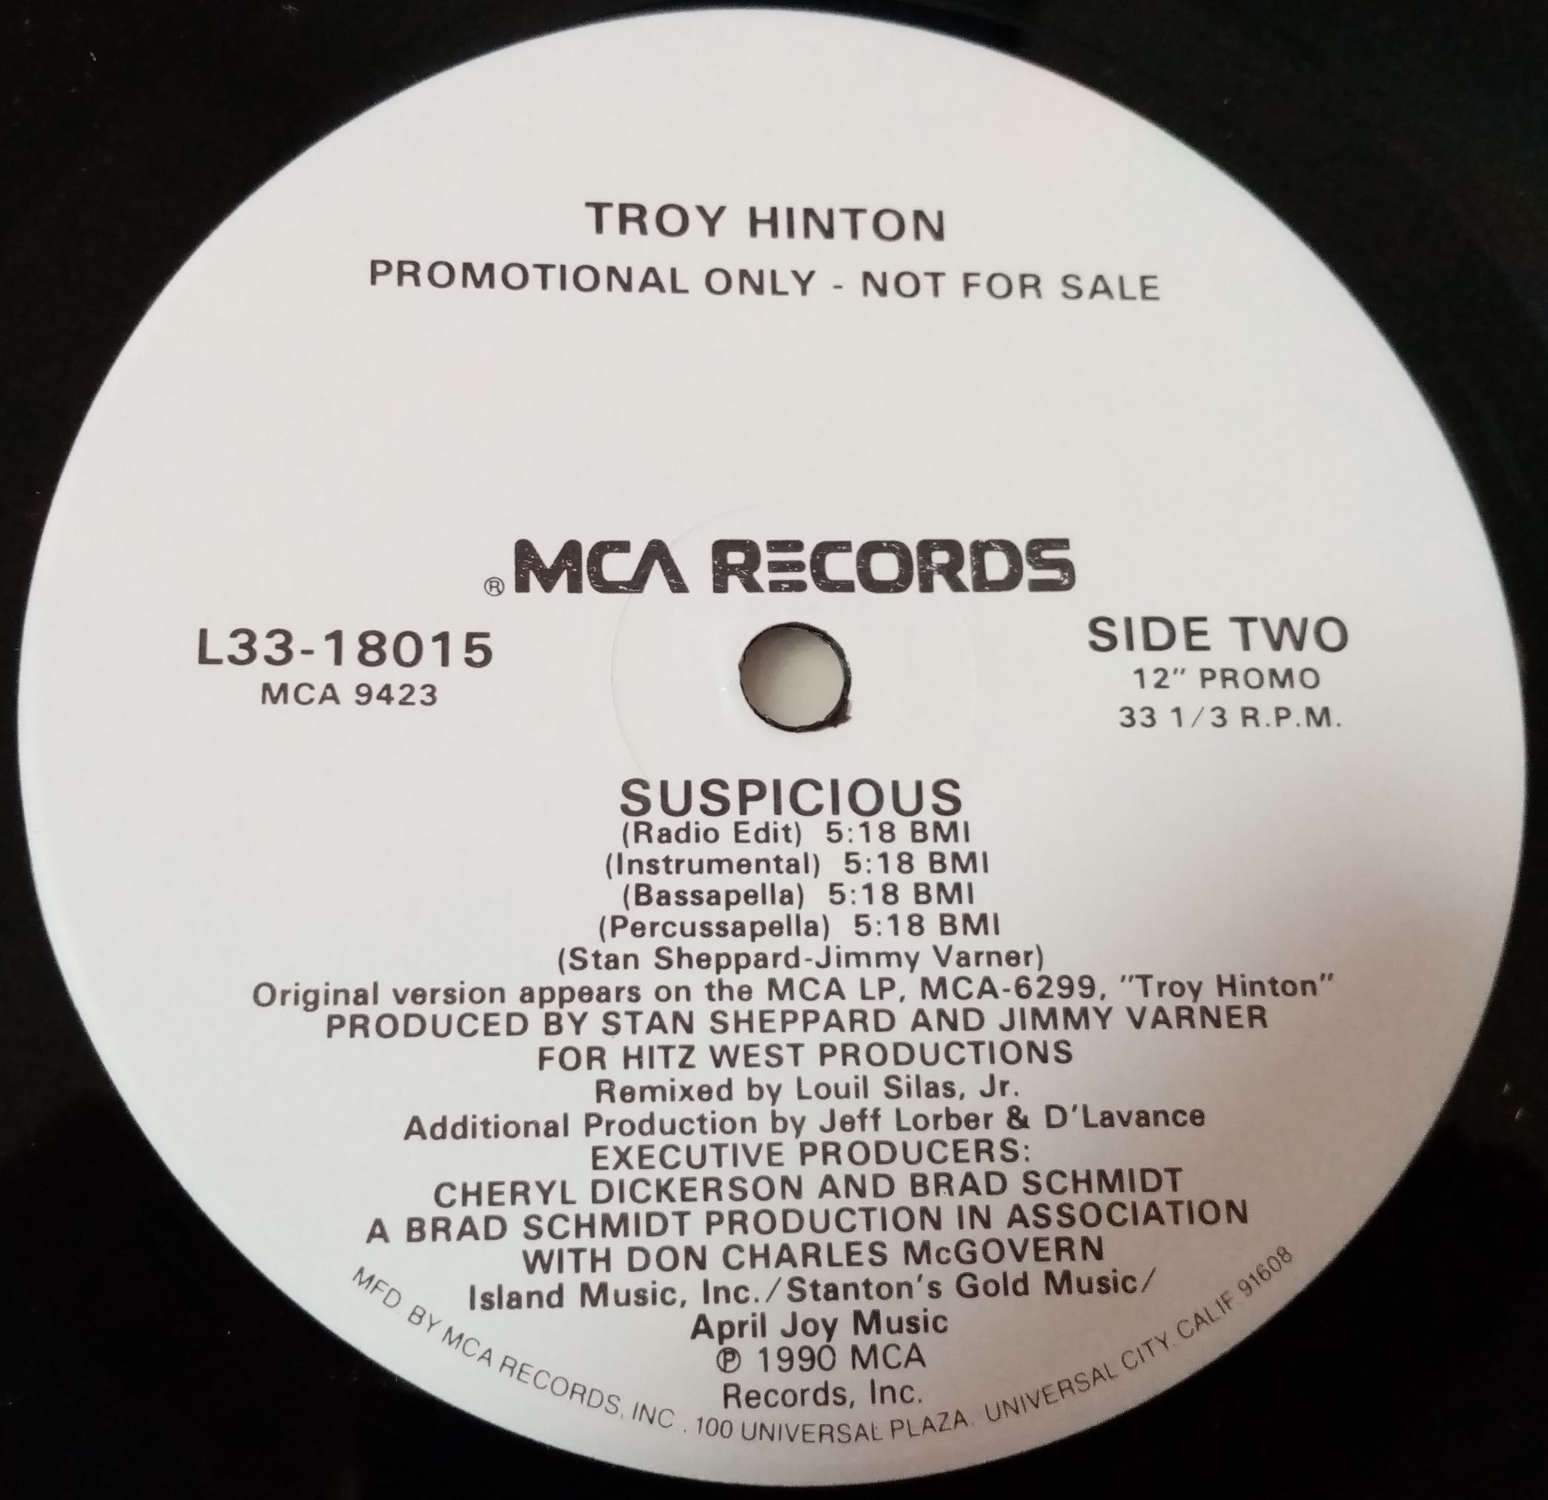 TROY HINTON
PROMOTIONAL ONLY - NOT FOR SALE
® MCA RECORDS
L33-18015
MCA 9423
SIDE TWO
12" PROMO
33 1/3 R.P.M.
SUSPICIOUS
(Radio Edit) 5:18 BMI
(Instrumental) 5:18 BMI
(Bassapella) 5:18 BMI
(Percussapella) 5:18 BMI
(Stan Sheppard-Jimmy Varner)
Original version appears on the MCA LP, MCA-6299, "Troy Hinton"
PRODUCED BY STAN SHEPPARD AND JIMMY VARNER
FOR HITZ WEST PRODUCTIONS
Remixed by Louil Silas, Jr.
Additional Production by Jeff Lorber & D'Lavance
EXECUTIVE PRODUCERS:
CHERYL DICKERSON AND BRAD SCHMIDT
A BRAD SCHMIDT PRODUCTION IN ASSOCIATION
WITH DON CHARLES McGOVERN
Island Music, Inc./Stanton's Gold Music/
April Joy Music
℗ 1990 MCA
Records, Inc.
MFD. BY MCA RECORDS, INC., 100 UNIVERSAL PLAZA, UNIVERSAL CITY, CALIF. 91608